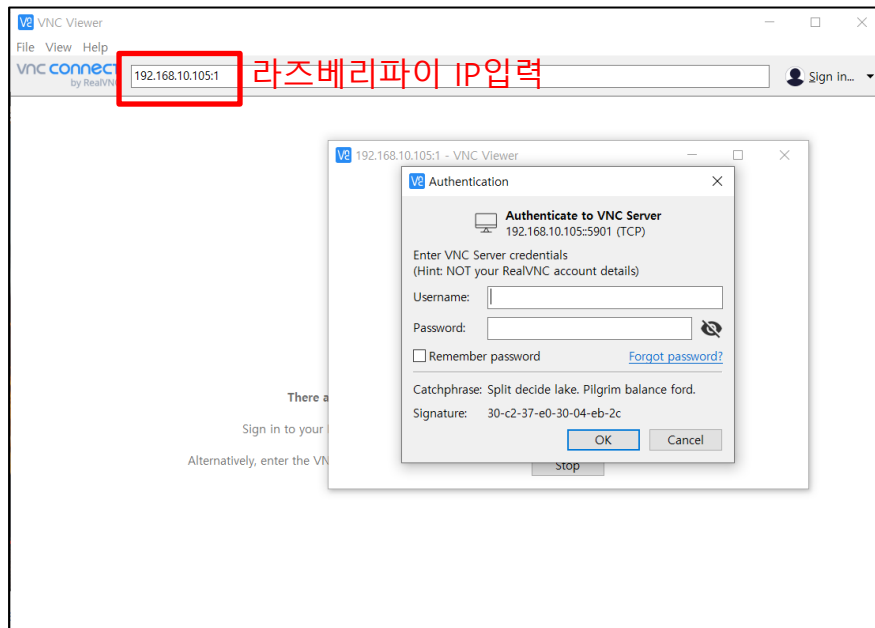 VNC Viewer
File View Help
VNC CONNECT
by RealVNC
192.168.10.105:1
라즈베리파이 IP입력
Sign in...
192.168.10.105:1 - VNC Viewer
Authentication
Authenticate to VNC Server
192.168.10.105::5901 (TCP)
Enter VNC Server credentials
(Hint: NOT your RealVNC account details)
Username:
Password:
Remember password Forgot password?
Catchphrase: Split decide lake. Pilgrim balance ford.
Signature: 30-c2-37-e0-30-04-eb-2c
OK Cancel
There a
Sign in to your
Alternatively, enter the VN
Stop